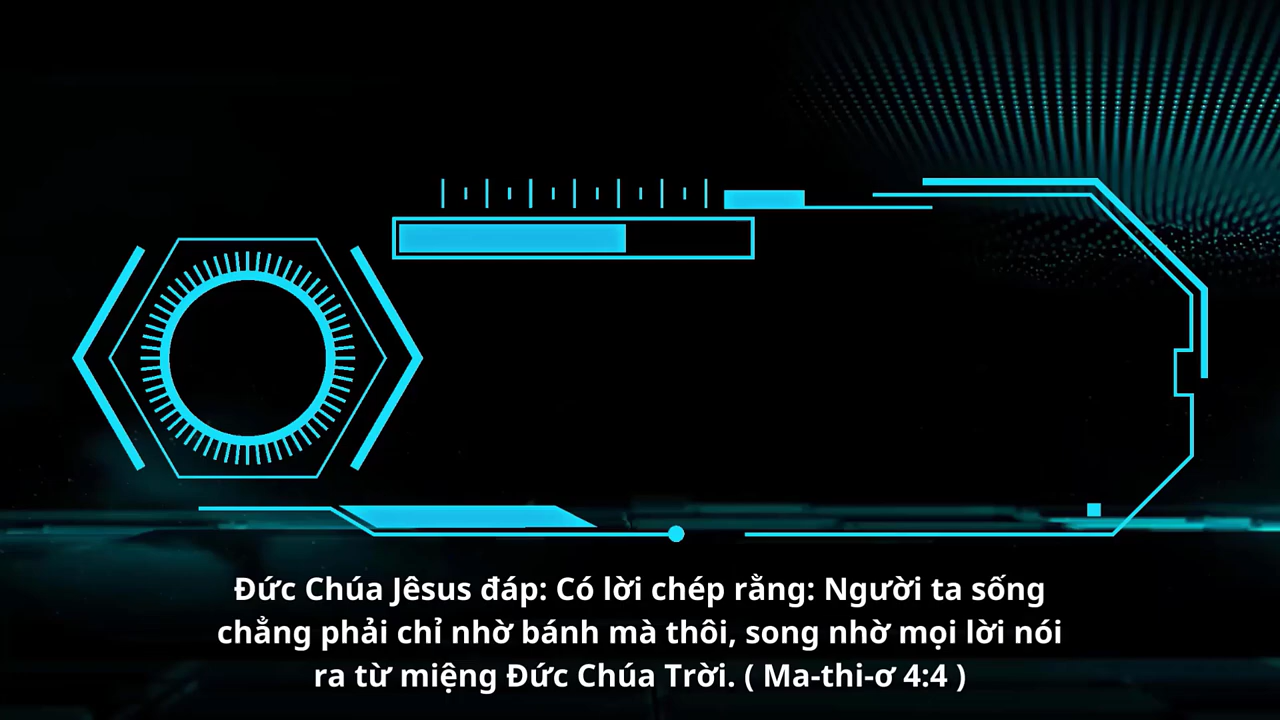 Đức Chúa Jêsus đáp: Có lời chép rằng: Người ta sống
chẳng phải chỉ nhờ bánh mà thôi, song nhờ mọi lời nói
ra từ miệng Đức Chúa Trời. ( Ma-thi-ơ 4:4 )